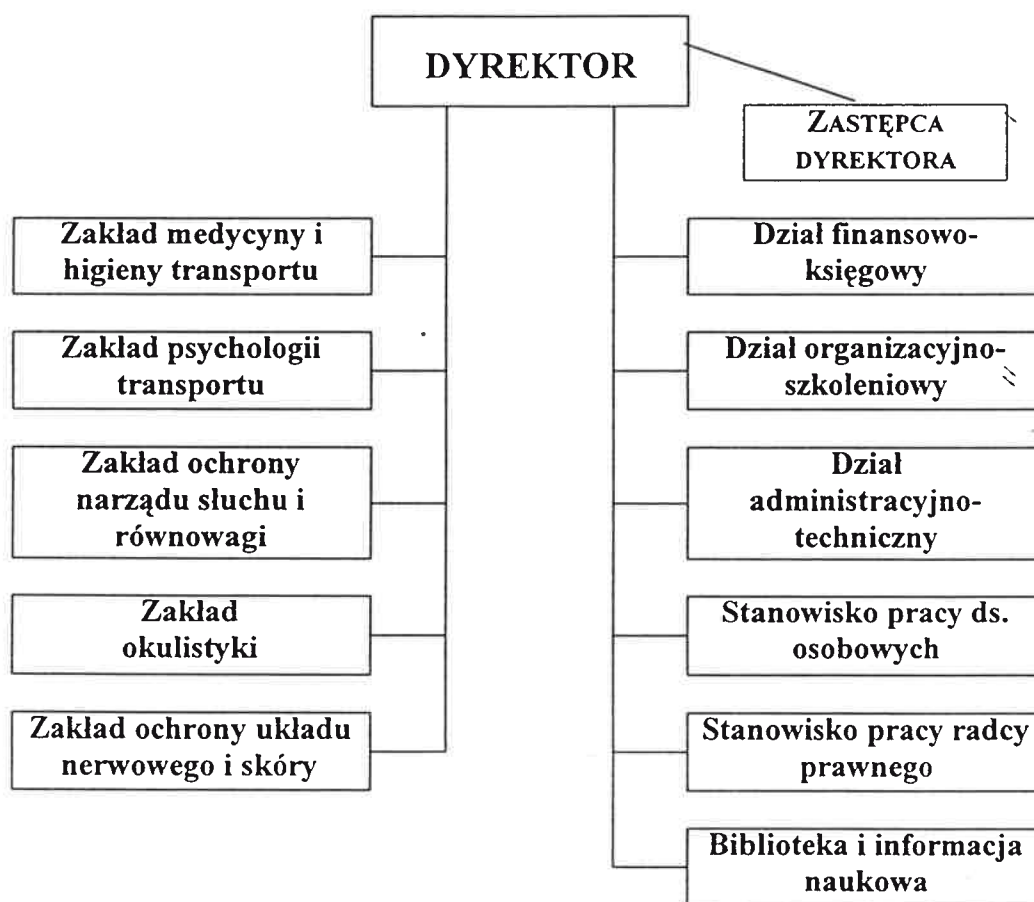 DYREKTOR
ZASTĘPCA
DYREKTORA
Zakład medycyny i
higieny transportu
Zakład psychologii
transportu
Zakład ochrony
narządu słuchu i
równowagi
Zakład
okulistyki
Zakład ochrony układu
nerwowego i skóry
Dział finansowo-
księgowy
Dział organizacyjno-
szkoleniowy
Dział
administracyjno-
techniczny
Stanowisko pracy ds.
osobowych
Stanowisko pracy radcy
prawnego
Biblioteka i informacja
naukowa